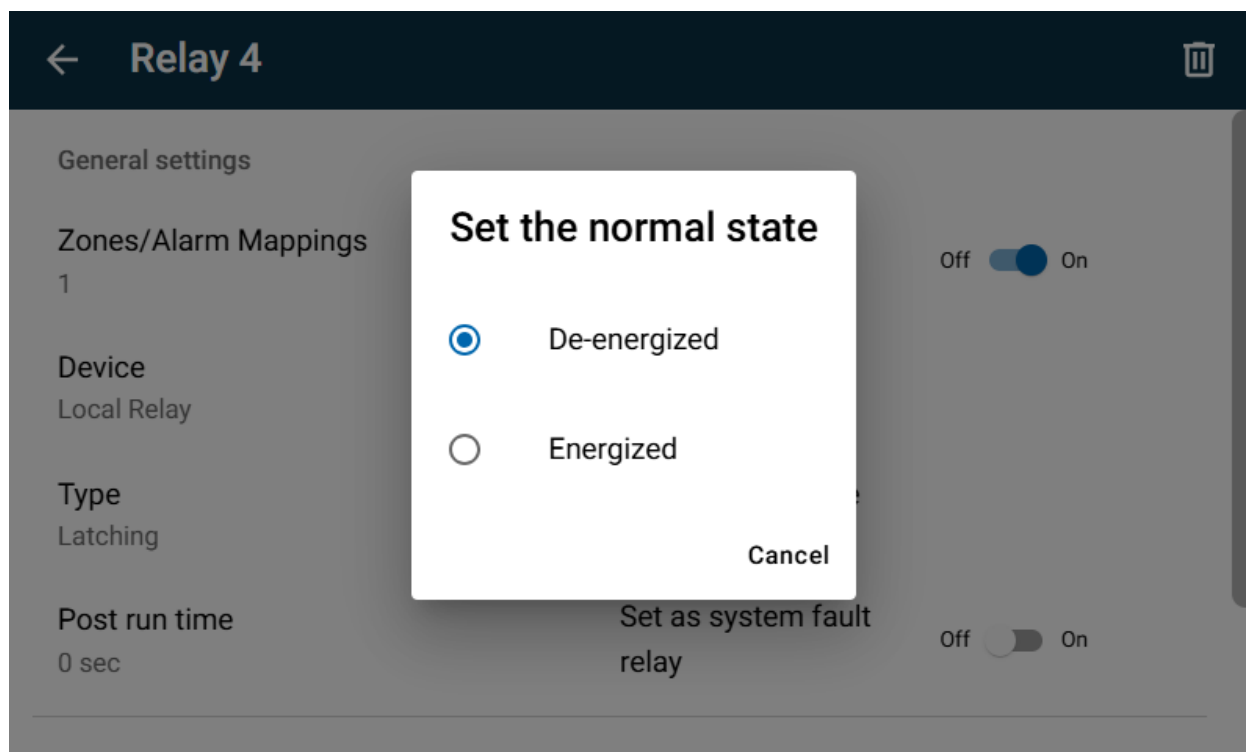 Relay 4
General settings
Zones/Alarm Mappings
1
Off On
Device
Local Relay
Type
Latching
Post run time
0 sec
Set as system fault
relay
Off On
Set the normal state
De-energized
Energized
Cancel